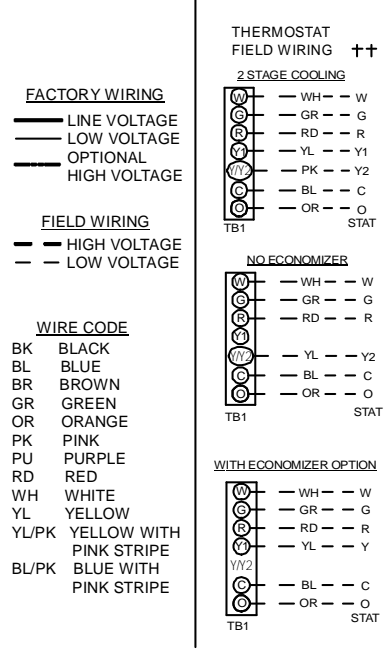 FACTORY WIRING
LINE VOLTAGE
LOW VOLTAGE
OPTIONAL
HIGH VOLTAGE
FIELD WIRING
HIGH VOLTAGE
LOW VOLTAGE
WIRE CODE
BK BLACK
BL BLUE
BR BROWN
GR GREEN
OR ORANGE
PK PINK
PU PURPLE
RD RED
WH WHITE
YL YELLOW
YL/PK YELLOW WITH
PINK STRIPE
BL/PK BLUE WITH
PINK STRIPE
THERMOSTAT
FIELD WIRING ††
2 STAGE COOLING
W WH W
G GR G
R RD R
Y1 YL Y1
Y/Y2 PK Y2
C BL C
O OR O
TB1 STAT
NO ECONOMIZER
W WH W
G GR G
R RD R
Y1
Y/Y2 YL Y2
C BL C
O OR O
TB1 STAT
WITH ECONOMIZER OPTION
W WH W
G GR G
R RD R
Y1 YL Y
Y/Y2
C BL C
O OR O
TB1 STAT